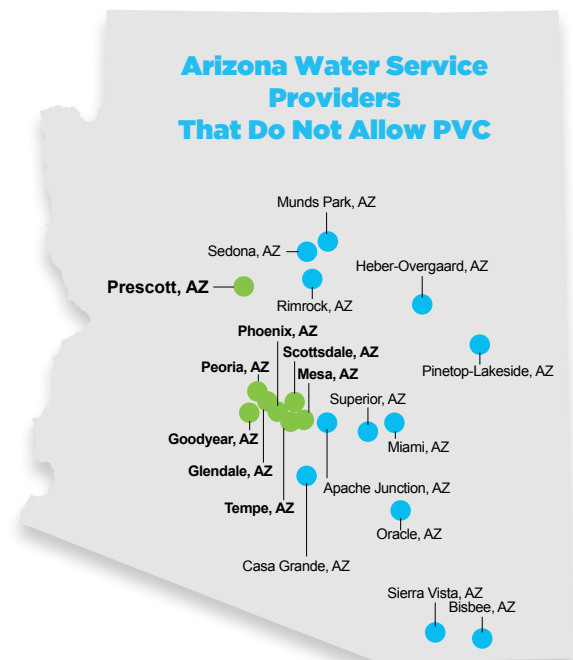 Arizona Water Service
Providers
That Do Not Allow PVC
Munds Park, AZ
Sedona, AZ
Heber-Overgaard, AZ
Prescott, AZ
Rimrock, AZ
Phoenix, AZ
Scottsdale, AZ
Peoria, AZ
Mesa, AZ
Pinetop-Lakeside, AZ
Superior, AZ
Goodyear, AZ
Miami, AZ
Glendale, AZ
Apache Junction, AZ
Tempe, AZ
Oracle, AZ
Casa Grande, AZ
Sierra Vista, AZ
Bisbee, AZ